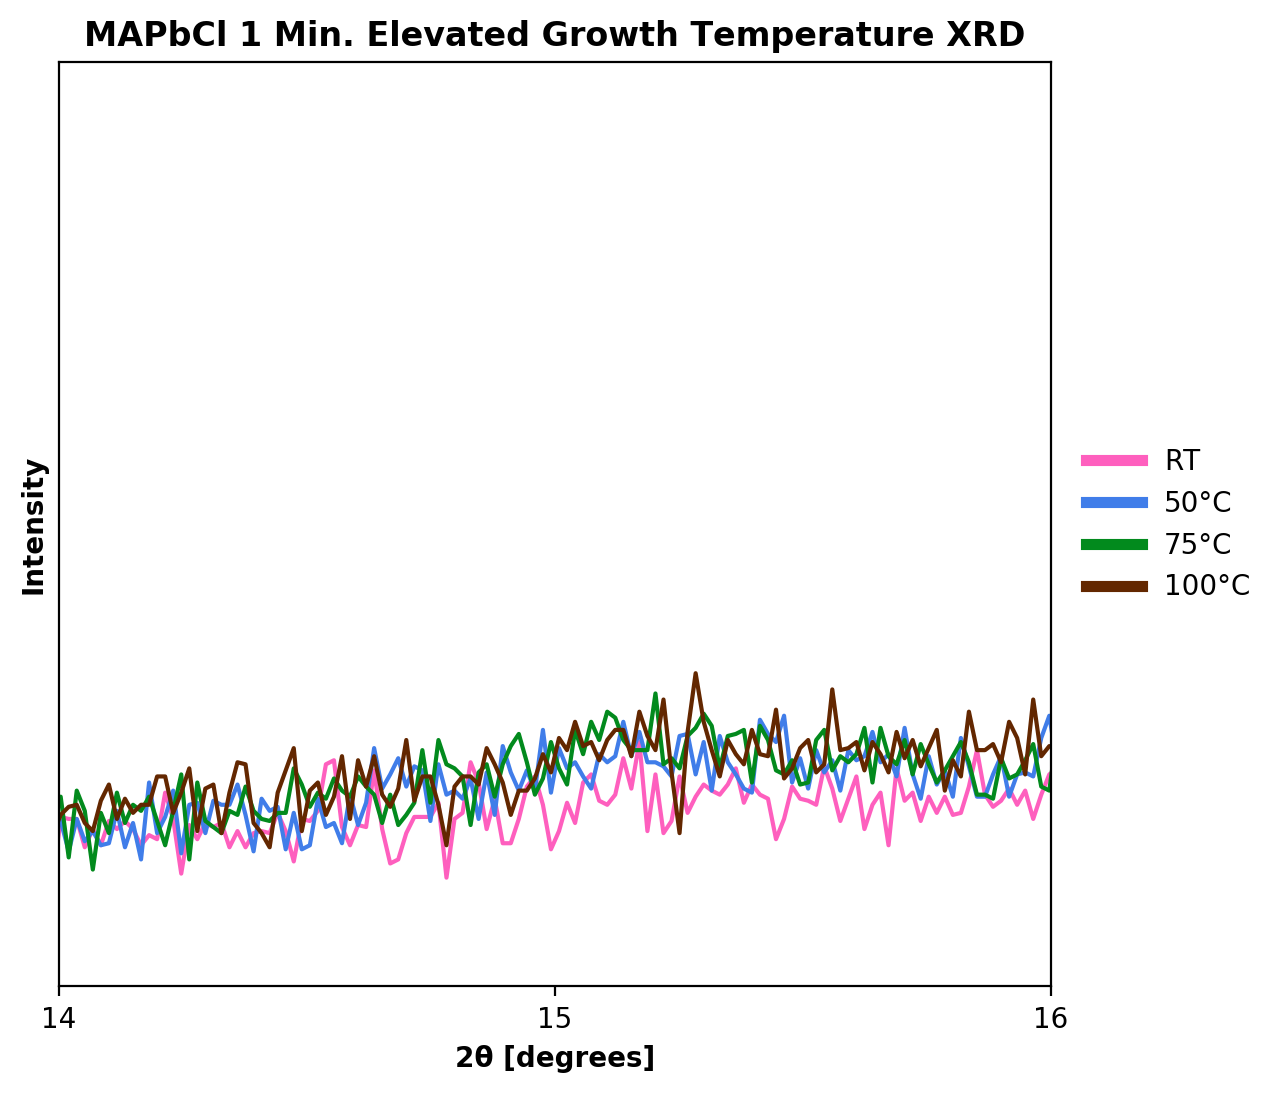 MAPbCl 1 Min. Elevated Growth Temperature XRD
Intensity
RT
50°C
75°C
100°C
14
15
16
2θ [degrees]